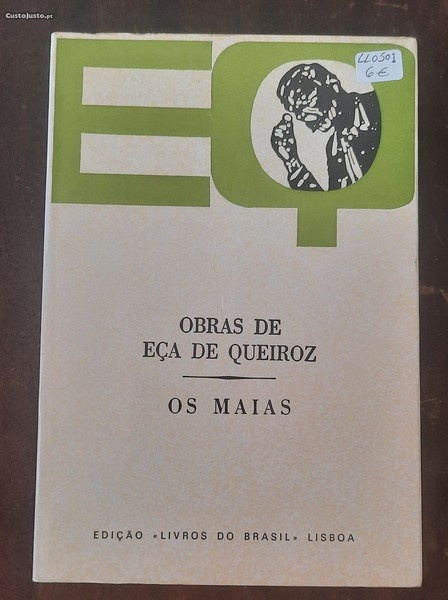 CustoJusto.pt
EQ
LL0501
6€
OBRAS DE
EÇA DE QUEIROZ
OS MAIAS
EDIÇÃO «LIVROS DO BRASIL» LISBOA